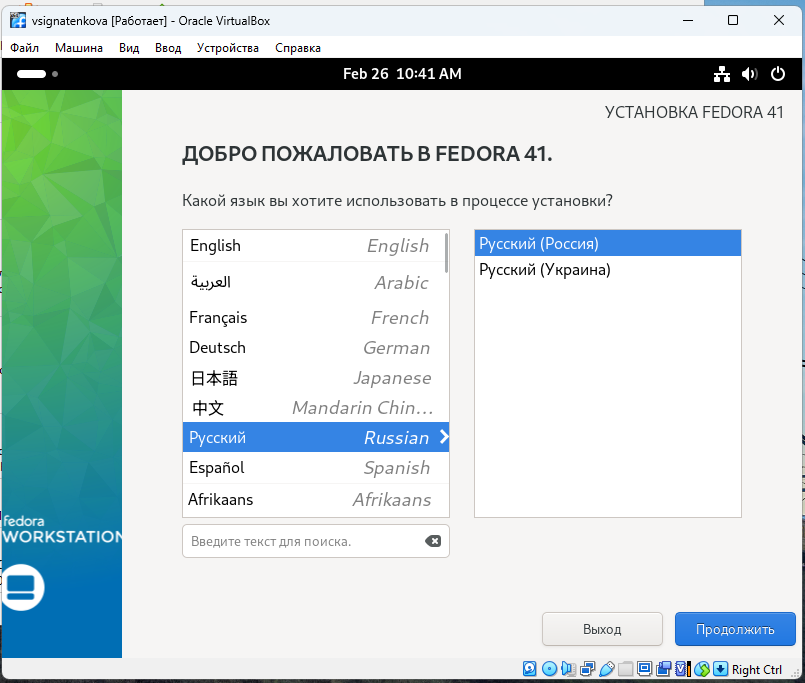 vsignatenkova [Работает] - Oracle VirtualBox
Файл Машина Вид Ввод Устройства Справка
Feb 26 10:41 AM
УСТАНОВКА FEDORA 41
ДОБРО ПОЖАЛОВАТЬ В FEDORA 41.
Какой язык вы хотите использовать в процессе установки?
English English
العربية Arabic
Français French
Deutsch German
日本語 Japanese
中文 Mandarin Chin...
Русский Russian
Español Spanish
Afrikaans Afrikaans
Русский (Россия)
Русский (Украина)
Введите текст для поиска.
fedora
WORKSTATION
Выход Продолжить
Right Ctrl